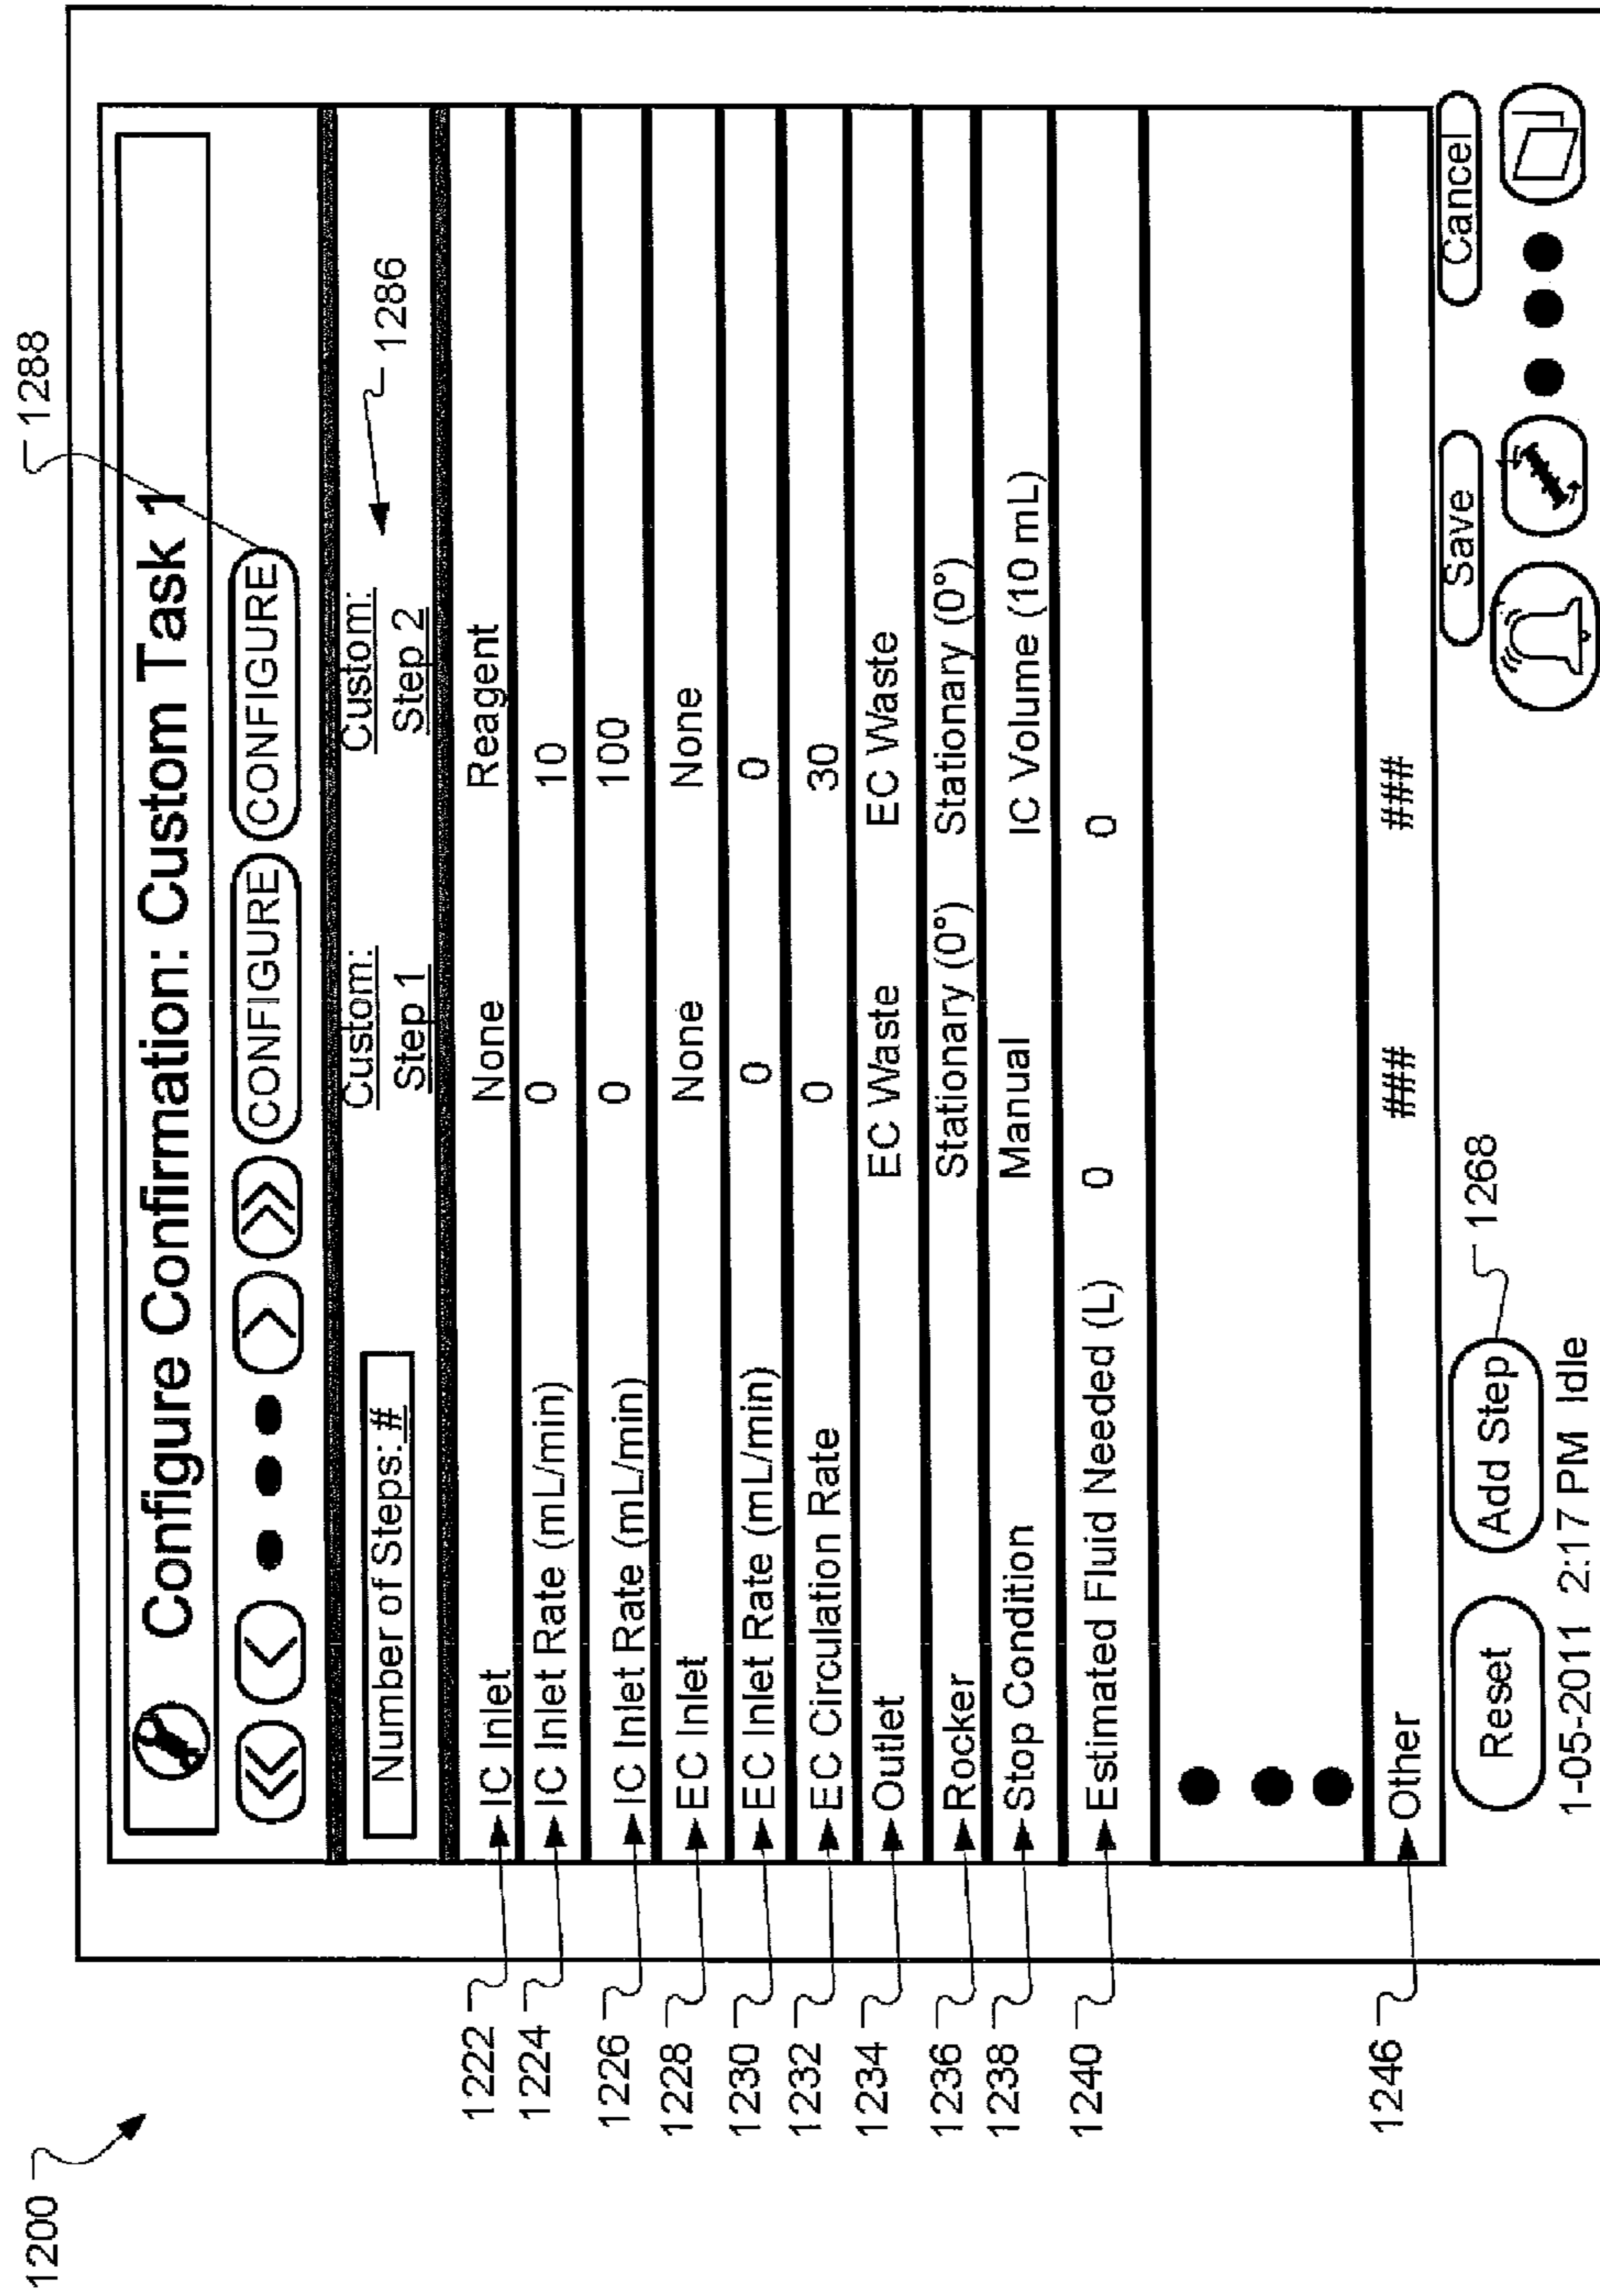 1200
1288
Configure Confirmation: Custom Task 1
CONFIGURE CONFIGURE
Number of Steps: # Custom: Step 1 Custom: Step 2 1286
1222 IC Inlet None Reagent
1224 IC Inlet Rate (mL/min) 0 10
1226 IC Inlet Rate (mL/min) 0 100
1228 EC Inlet None None
1230 EC Inlet Rate (mL/min) 0 0
1232 EC Circulation Rate 0 30
1234 Outlet EC Waste EC Waste
1236 Rocker Stationary (0°) Stationary (0°)
1238 Stop Condition Manual IC Volume (10 mL)
1240 Estimated Fluid Needed (L) 0 0
1246 Other ### ###
Reset Add Step 1268 Save Cancel
1-05-2011 2:17 PM Idle